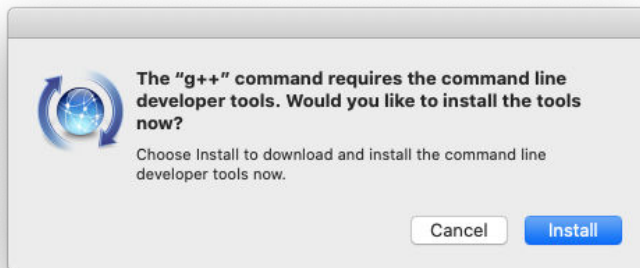 The “g++” command requires the command line
developer tools. Would you like to install the tools
now?
Choose Install to download and install the command line
developer tools now.
Cancel
Install